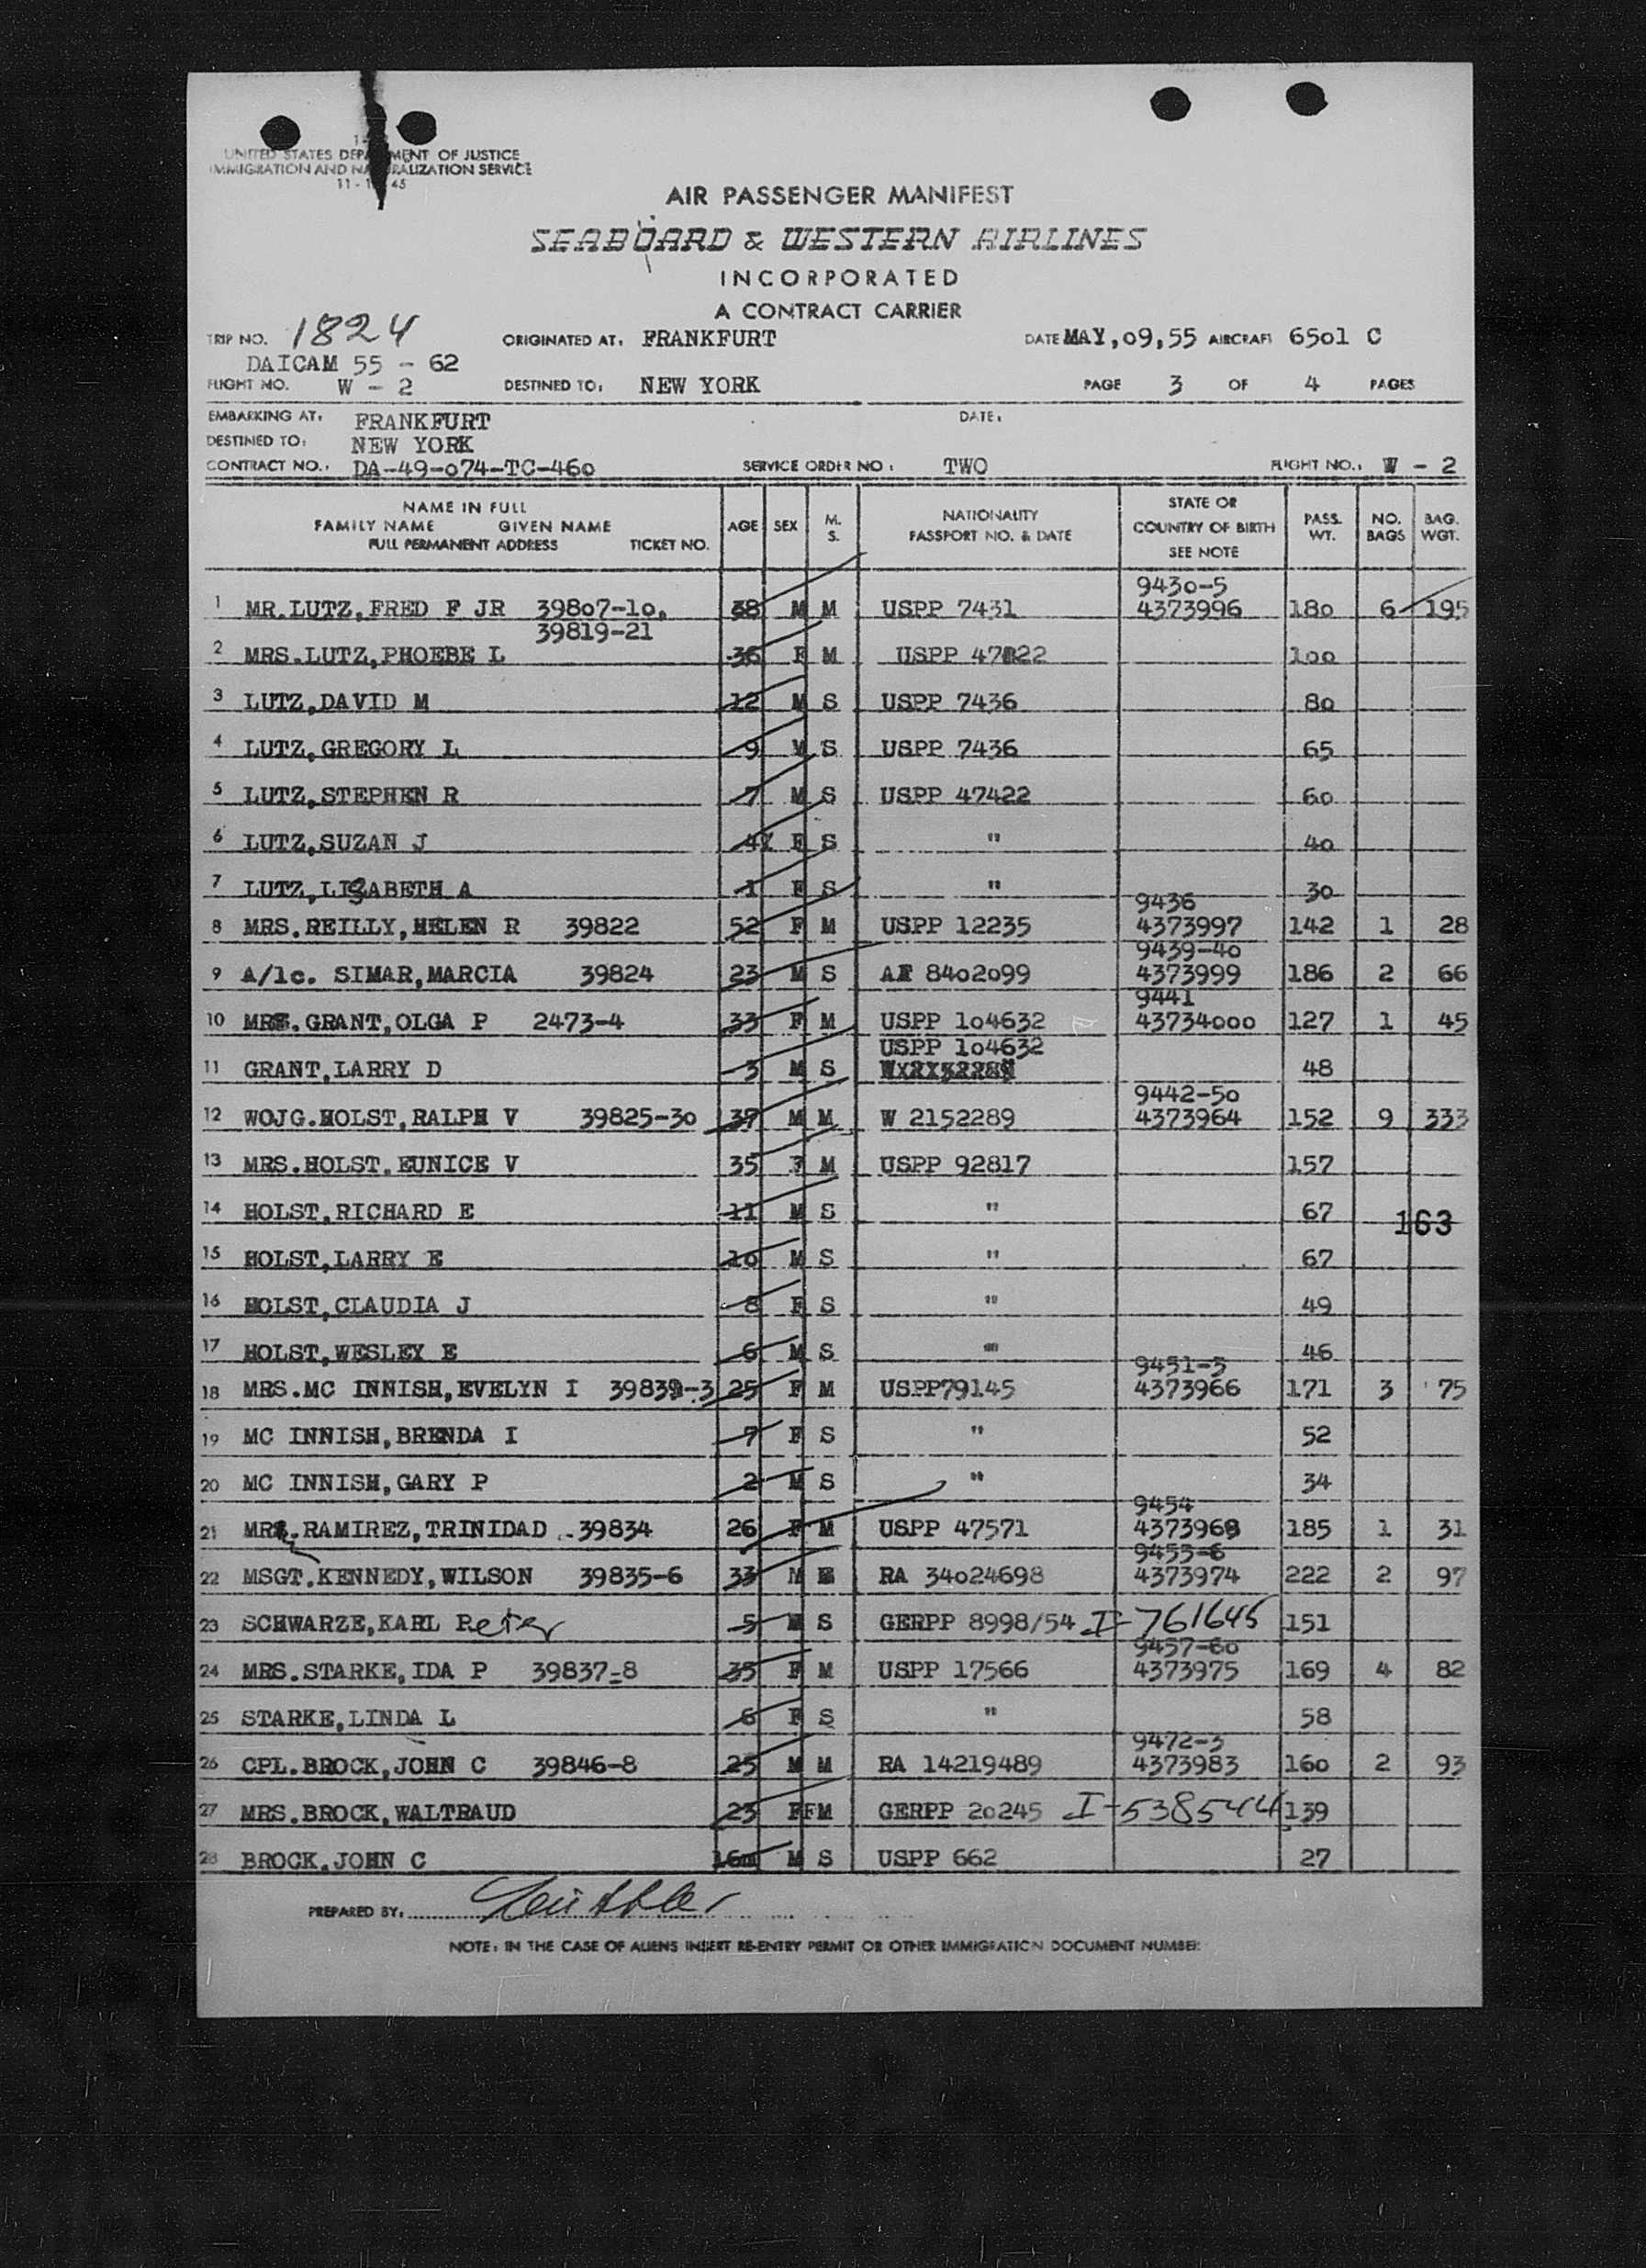 UNITED STATES DEPARTMENT OF JUSTICE
IMMIGRATION AND NATURALIZATION SERVICE
AIR PASSENGER MANIFEST
SEABOARD & WESTERN AIRLINES
INCORPORATED
A CONTRACT CARRIER
TRIP NO. 1824 ORIGINATED AT: FRANKFURT DATE MAY,09,55 AIRCRAFT 6501 C
DAICAM 55 - 62
FLIGHT NO. W - 2 DESTINED TO: NEW YORK PAGE 3 OF 4 PAGES
EMBARKING AT: FRANKFURT DATE:
DESTINED TO: NEW YORK
CONTRACT NO.: DA-49-074-TC-460 SERVICE ORDER NO: TWO FLIGHT NO.: W - 2
NAME IN FULL
FAMILY NAME GIVEN NAME
FULL PERMANENT ADDRESS TICKET NO.
AGE SEX M. S. NATIONALITY PASSPORT NO. & DATE STATE OR COUNTRY OF BIRTH SEE NOTE PASS. WT. NO. BAGS BAG. WGT.
9430-5
1 MR.LUTZ,FRED F JR 39807-10, 38 M M USPP 7431 4373996 180 6 195
39819-21
2 MRS.LUTZ,PHOEBE L 36 F M USPP 47422 100
3 LUTZ,DAVID M 12 M S USPP 7436 80
4 LUTZ,GREGORY L 9 M S USPP 7436 65
5 LUTZ,STEPHEN R 7 M S USPP 47422 60
6 LUTZ,SUZAN J 4 F S " 40
7 LUTZ,LISABETH A 1 F S " 30
9436
8 MRS.REILLY,HELEN R 39822 52 F M USPP 12235 4373997 142 1 28
9439-40
9 A/1c. SIMAR,MARCIA 39824 23 M S AF 8402099 4373999 186 2 66
9441
10 MRS.GRANT,OLGA P 2473-4 33 F M USPP 104632 43734000 127 1 45
USPP 104632
11 GRANT,LARRY D 3 M S 48
9442-50
12 WOJG.HOLST,RALPH V 39825-30 37 M M W 2152289 4373964 152 9 333
13 MRS.HOLST,EUNICE V 35 F M USPP 92817 157
14 HOLST,RICHARD E 11 M S " 67
163
15 HOLST,LARRY E 10 M S " 67
16 HOLST,CLAUDIA J 8 F S " 49
17 HOLST,WESLEY E 6 M S " 46
9451-3
18 MRS.MC INNISH,EVELYN I 39831-3 25 F M USPP79145 4373966 171 3 75
19 MC INNISH,BRENDA I 7 F S " 52
20 MC INNISH,GARY P 2 M S " 34
9454
21 MRS.RAMIREZ,TRINIDAD 39834 26 F M USPP 47571 4373968 185 1 31
9455-6
22 MSGT.KENNEDY,WILSON 39835-6 33 M RA 34024698 4373974 222 2 97
23 SCHWARZE,KARL Peter 5 M S GERPP 8998/54 I-761645 151
9457-60
24 MRS.STARKE,IDA P 39837-8 35 F M USPP 17566 4373975 169 4 82
25 STARKE,LINDA L 6 F S " 58
9472-3
26 CPL.BROCK,JOHN C 39846-8 25 M M RA 14219489 4373983 160 2 93
27 MRS.BROCK,WALTRAUD 23 F FM GERPP 20245 I-538544 139
28 BROCK,JOHN C 16m M S USPP 662 27
PREPARED BY:
NOTE: IN THE CASE OF ALIENS INSERT RE-ENTRY PERMIT OR OTHER IMMIGRATION DOCUMENT NUMBER